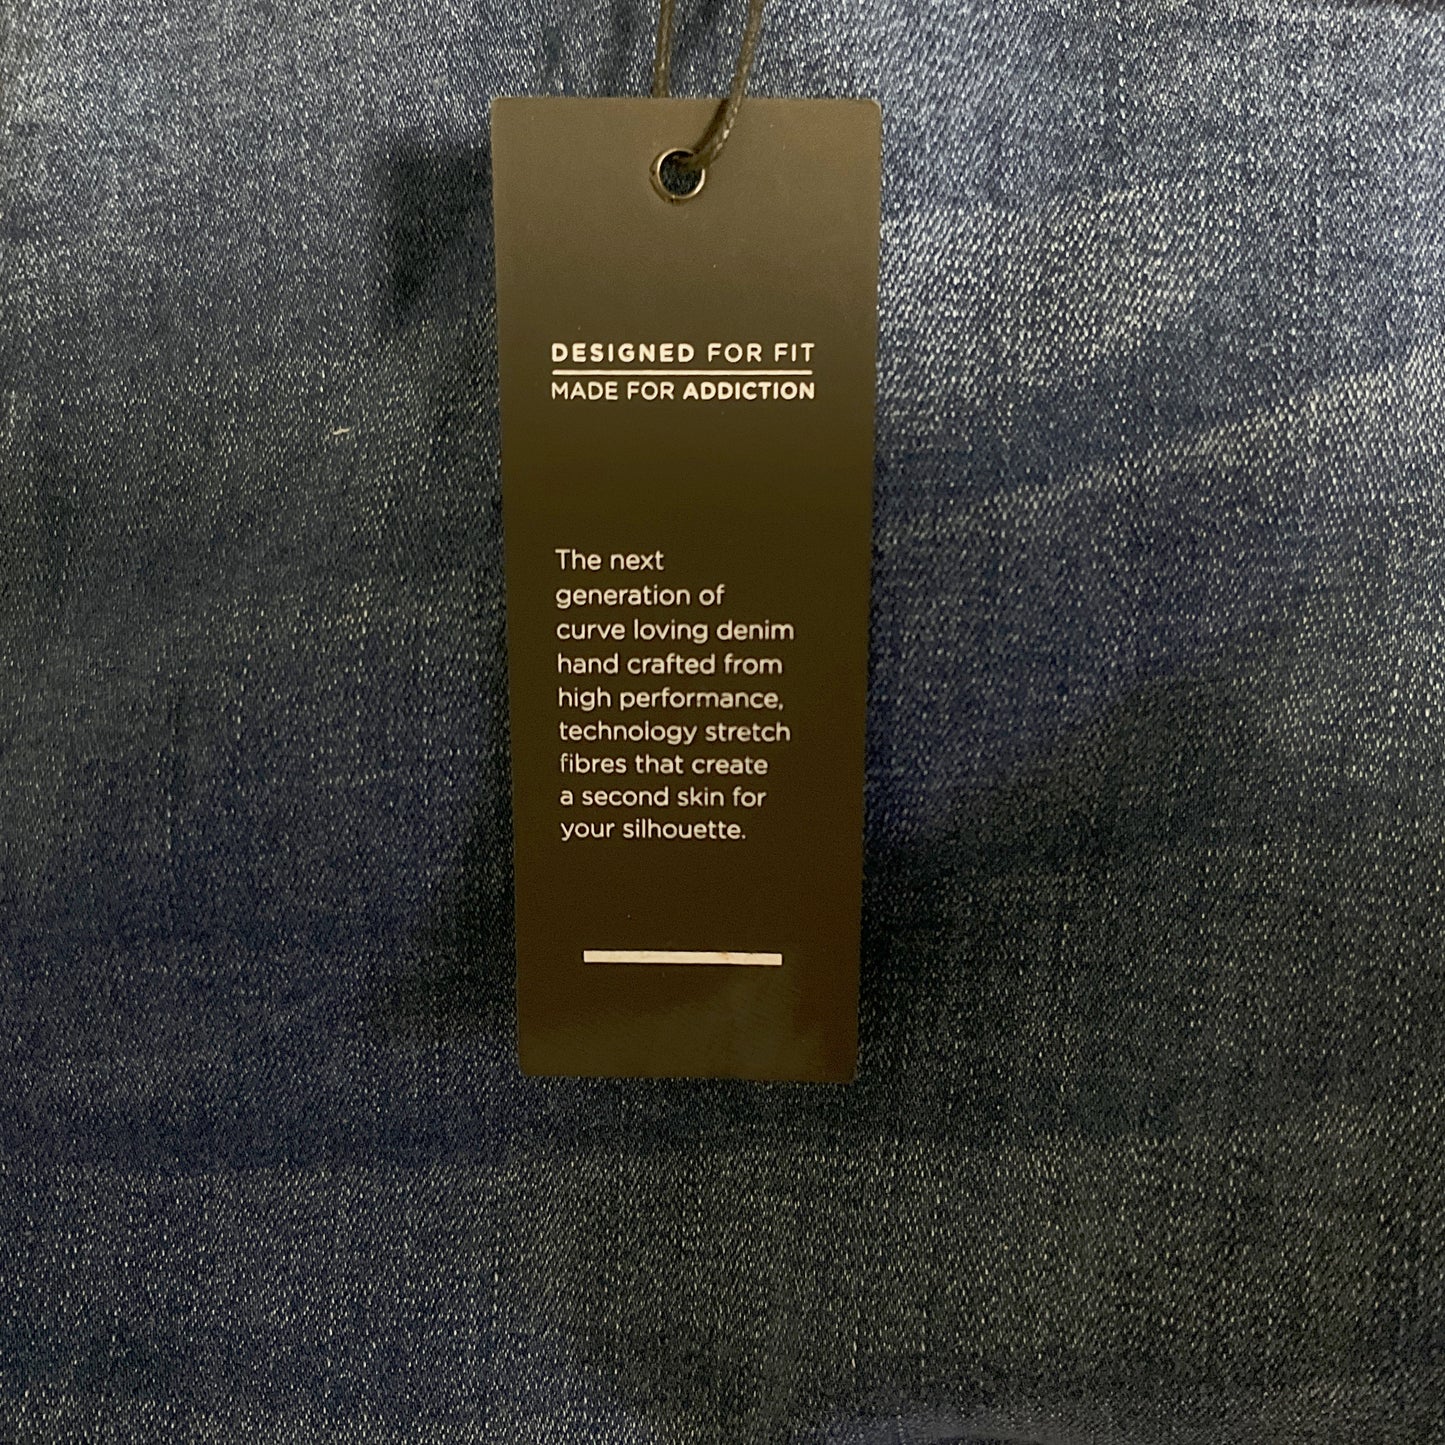 DESIGNED FOR FIT
MADE FOR ADDICTION
The next
generation of
curve loving denim
hand crafted from
high performance,
technology stretch
fibres that create
a second skin for
your silhouette.